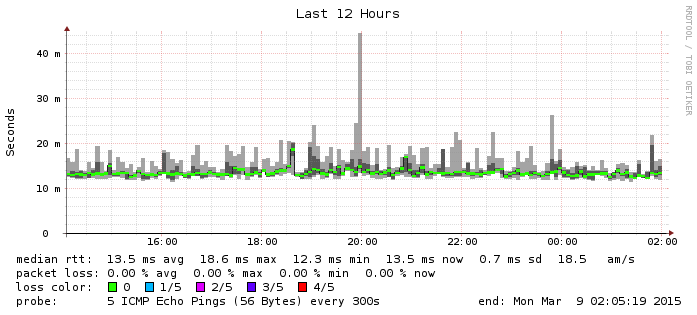 Last 12 Hours
RRDTOOL / TOBI OETIKER
Seconds
40 m
30 m
20 m
10 m
0
16:00 18:00 20:00 22:00 00:00 02:00
median rtt: 13.5 ms avg 18.6 ms max 12.3 ms min 13.5 ms now 0.7 ms sd 18.5 am/s
packet loss: 0.00 % avg 0.00 % max 0.00 % min 0.00 % now
loss color: 0 1/5 2/5 3/5 4/5
probe: 5 ICMP Echo Pings (56 Bytes) every 300s end: Mon Mar 9 02:05:19 2015